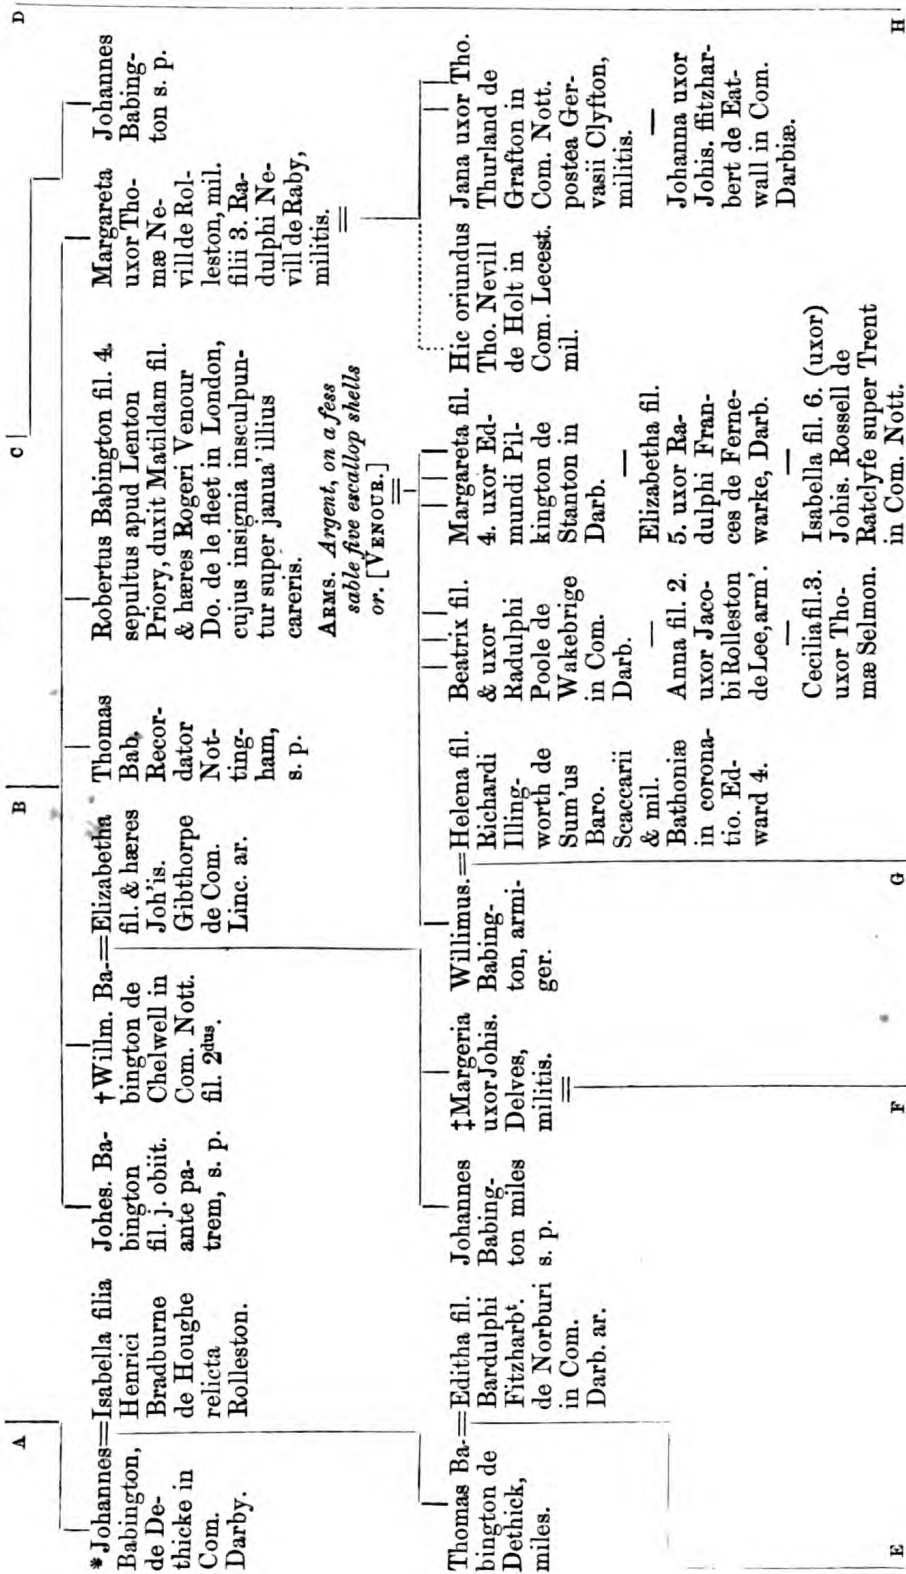 A
B
C
D
*Johannes=Isabella filia
Babington,
de De-
thicke in
Com.
Darby.
Henrici
Bradburne
de Houghe
relicta
Rolleston.
Johes. Ba-
bington
fil. j. obiit.
ante pa-
trem, s. p.
†Willm. Ba-=Elizabetha
bington de
Chelwell in
Com. Nott.
fil. 2dus.
fil. & hæres
Joh'is.
Gibthorpe
de Com.
Linc. ar.
Thomas
Bab,
Recor-
dator
Not-
ting-
ham,
s. p.
Robertus Babington fil. 4.
sepultus apud Lenton
Priory, duxit Matildam fil.
& hæres Rogeri Venour
Do. de le fleet in London,
cujus insignia insculpun-
tur super janua' illius
careris.
ARMS. Argent, on a fess
sable five escallop shells
or. [VENOUR.]
Margareta
uxor Tho-
mæ Ne-
vill de Rol-
leston, mil.
filii 3. Ra-
dulphi Ne-
vill de Raby,
militis.
Johannes
Babing-
ton s. p.
Thomas Ba-=Editha fil.
bington de
Dethick,
miles.
Bardulphi
Fitzharbt.
de Norburi
in Com.
Darb. ar.
Johannes
Babing-
ton miles
s. p.
‡Margeria
uxor Johis.
Delves,
militis.
Willimus.=Helena fil.
Babing-
ton, armi-
ger.
Richardi
Illing-
worth de
Sum'us
Baro.
Scaccarii
& mil.
Bathoniæ
in corona-
tio. Ed-
ward 4.
Beatrix fil.
& uxor
Radulphi
Poole de
Wakebrige
in Com.
Darb.
Anna fil. 2.
uxor Jaco-
bi Rolleston
de Lee, arm'.
Cecilia fil. 3.
uxor Tho-
mæ Selmon.
Margareta fil.
4. uxor Ed-
mundi Pil-
kington de
Stanton in
Darb.
Elizabetha fil.
5. uxor Ra-
dulphi Fran-
ces de Ferne-
warke, Darb.
Isabella fil. 6. (uxor)
Johis. Rossell de
Ratclyfe super Trent
in Com. Nott.
Hic oriundus
Tho. Nevill
de Holt in
Com. Lecest.
mil.
Jana uxor Tho.
Thurland de
Grafton in
Com. Nott.
postea Ger-
vasii Clyfton,
militis.
Johanna uxor
Johis. ffitzhar-
bert de Eat-
wall in Com.
Darbiæ.
E
F
G
H